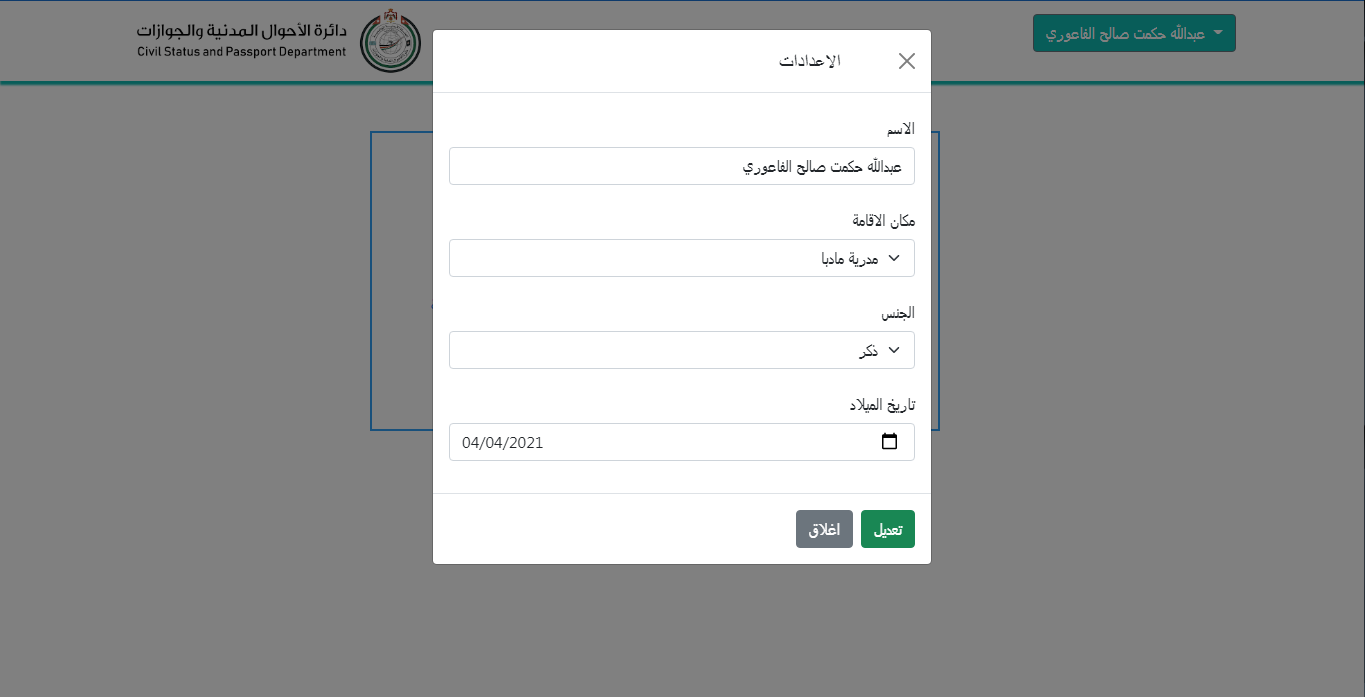 عبدالله حكمت صالح الفاعوري
دائرة الأحوال المدنية والجوازات
Civil Status and Passport Department
الاعدادات
الاسم
عبدالله حكمت صالح الفاعوري
مكان الاقامة
مدرية مادبا
الجنس
ذكر
تاريخ الميلاد
04/04/2021
تعديل
اغلاق